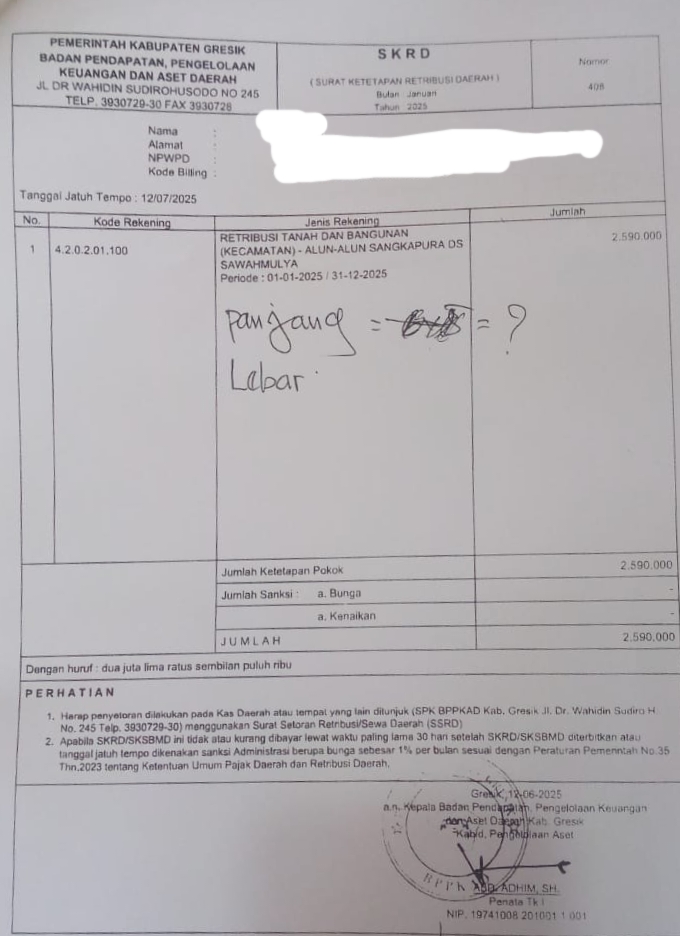 PEMERINTAH KABUPATEN GRESIK
BADAN PENDAPATAN, PENGELOLAAN
KEUANGAN DAN ASET DAERAH
JL DR WAHIDIN SUDIROHUSODO NO 245
TELP. 3930729-30 FAX 3930728
SKRD
( SURAT KETETAPAN RETRIBUSI DAERAH )
Bulan : Januari
Tahun : 2025
Nomor
408
Nama :
Alamat :
NPWPD :
Kode Billing :
Tanggal Jatuh Tempo : 12/07/2025
No. Kode Rekening Jenis Rekening Jumlah
1 4.2.0.2.01.100 RETRIBUSI TANAH DAN BANGUNAN 2.590.000
(KECAMATAN) - ALUN-ALUN SANGKAPURA DS
SAWAHMULYA
Periode : 01-01-2025 / 31-12-2025
Panjang = = ?
Lebar
Jumlah Ketetapan Pokok 2.590.000
Jumlah Sanksi : a. Bunga -
a. Kenaikan -
JUMLAH 2.590.000
Dengan huruf : dua juta lima ratus sembilan puluh ribu
PERHATIAN
1. Harap penyetoran dilakukan pada Kas Daerah atau tempat yang lain ditunjuk (SPK BPPKAD Kab. Gresik Jl. Dr. Wahidin Sudiro H
No. 245 Telp. 3930729-30) menggunakan Surat Setoran Retribusi/Sewa Daerah (SSRD)
2. Apabila SKRD/SKSBMD ini tidak atau kurang dibayar lewat waktu paling lama 30 hari setelah SKRD/SKSBMD diterbitkan atau
tanggal jatuh tempo dikenakan sanksi Administrasi berupa bunga sebesar 1% per bulan sesuai dengan Peraturan Pemerintah No.35
Thn.2023 tentang Ketentuan Umum Pajak Daerah dan Retribusi Daerah.
Gresik, 12-06-2025
a.n. Kepala Badan Pendapatan, Pengelolaan Keuangan
dan Aset Daerah Kab. Gresik
Kabid, Pengelolaan Aset
BPPK
ABD. ADHIM, SH.
Penata Tk I
NIP. 19741008 201001 1 001